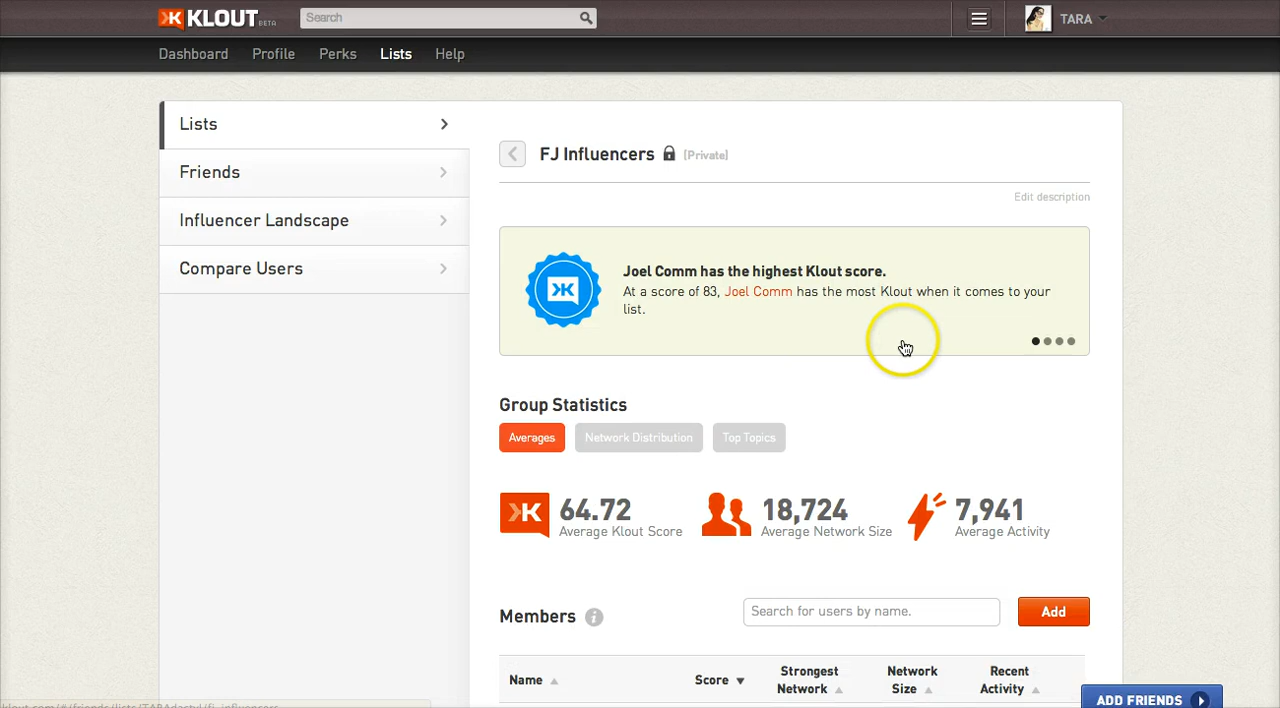 KLOUT BETA
Search
TARA
Dashboard Profile Perks Lists Help
Lists
Friends
Influencer Landscape
Compare Users
FJ Influencers [Private]
Edit description
Joel Comm has the highest Klout score.
At a score of 83, Joel Comm has the most Klout when it comes to your
list.
Group Statistics
Averages Network Distribution Top Topics
64.72 18,724 7,941
Average Klout Score Average Network Size Average Activity
Members Search for users by name. Add
Name Score Strongest Network Network Size Recent Activity
ADD FRIENDS